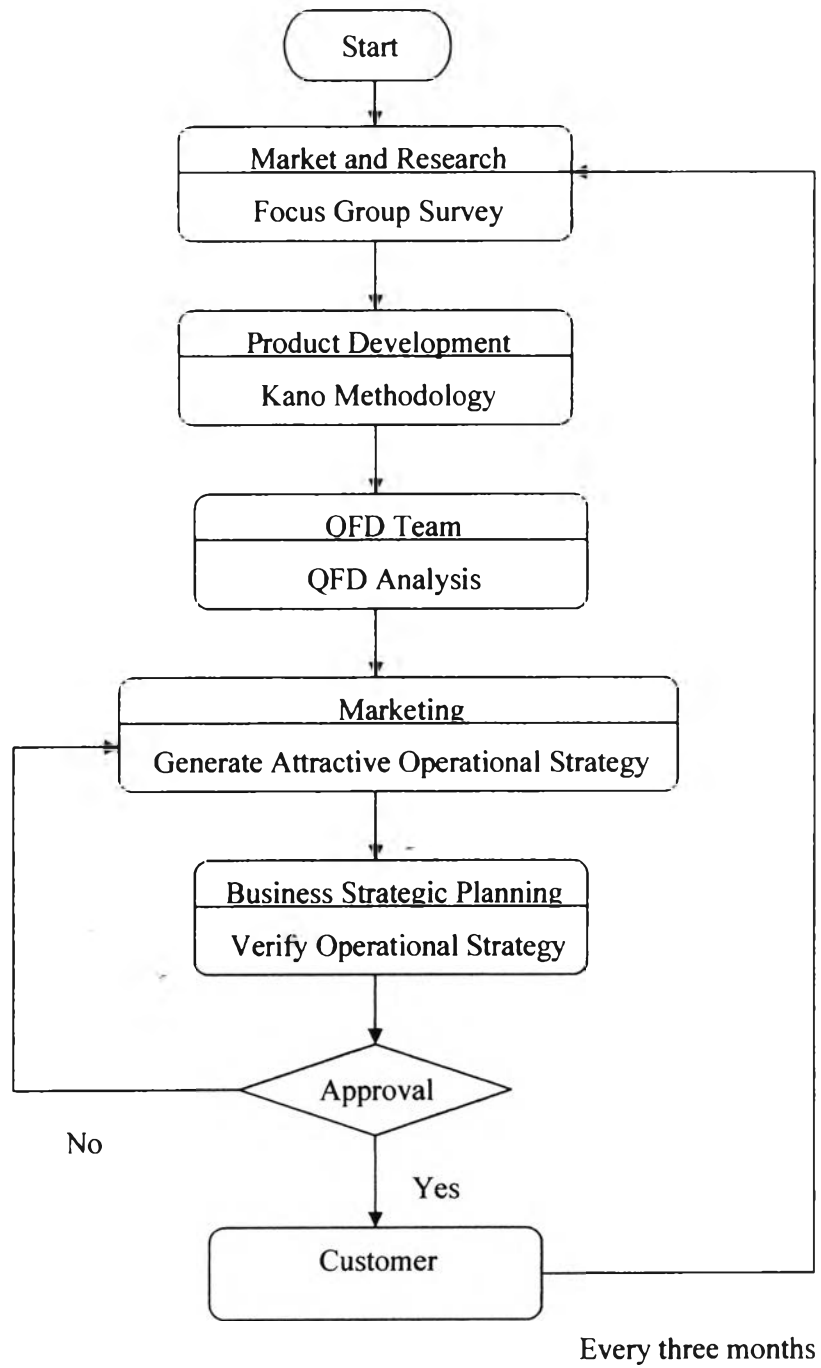 Start
Market and Research
Focus Group Survey
Product Development
Kano Methodology
QFD Team
QFD Analysis
Marketing
Generate Attractive Operational Strategy
Business Strategic Planning
Verify Operational Strategy
Approval
No
Yes
Customer
Every three months